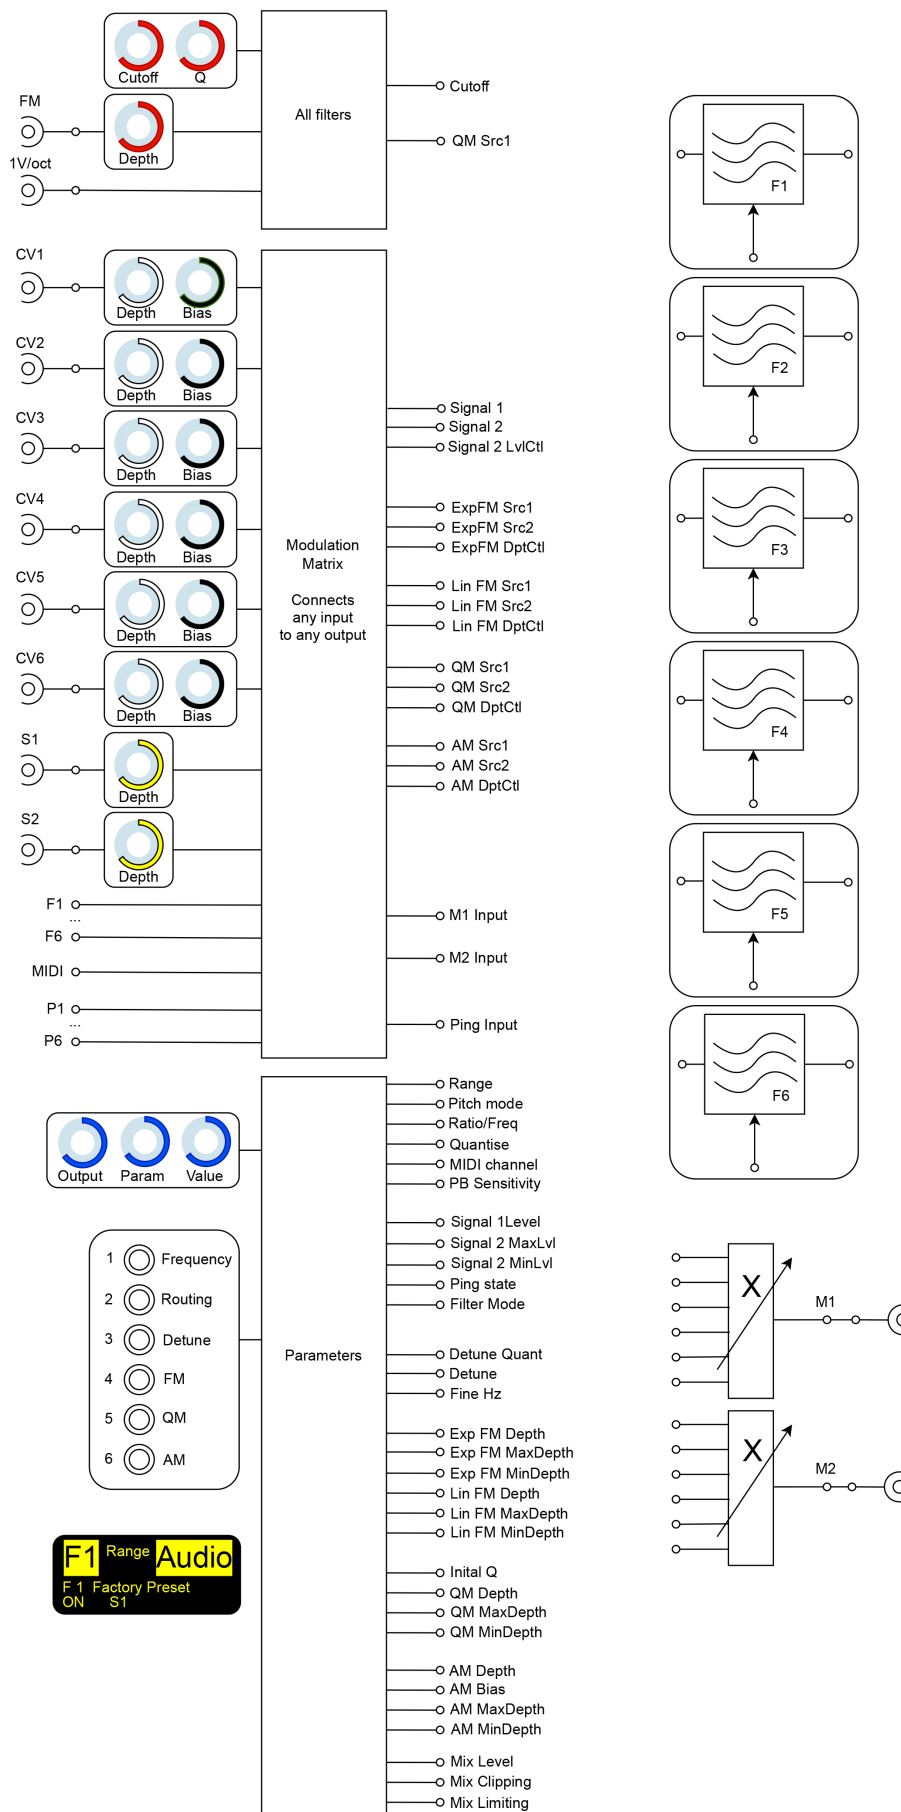 Cutoff
Q
FM
Depth
1V/oct
All filters
Cutoff
QM Src1
CV1
Depth
Bias
CV2
Depth
Bias
CV3
Depth
Bias
CV4
Depth
Bias
CV5
Depth
Bias
CV6
Depth
Bias
S1
Depth
S2
Depth
F1
...
F6
MIDI
P1
...
P6
Modulation
Matrix
Connects
any input
to any output
Signal 1
Signal 2
Signal 2 LvlCtl
ExpFM Src1
ExpFM Src2
ExpFM DptCtl
Lin FM Src1
Lin FM Src2
Lin FM DptCtl
QM Src1
QM Src2
QM DptCtl
AM Src1
AM Src2
AM DptCtl
M1 Input
M2 Input
Ping Input
Output
Param
Value
1 Frequency
2 Routing
3 Detune
4 FM
5 QM
6 AM
F1 Range Audio
F 1 Factory Preset
ON S1
Parameters
Range
Pitch mode
Ratio/Freq
Quantise
MIDI channel
PB Sensitivity
Signal 1Level
Signal 2 MaxLvl
Signal 2 MinLvl
Ping state
Filter Mode
Detune Quant
Detune
Fine Hz
Exp FM Depth
Exp FM MaxDepth
Exp FM MinDepth
Lin FM Depth
Lin FM MaxDepth
Lin FM MinDepth
Inital Q
QM Depth
QM MaxDepth
QM MinDepth
AM Depth
AM Bias
AM MaxDepth
AM MinDepth
Mix Level
Mix Clipping
Mix Limiting
F1
F2
F3
F4
F5
F6
X
M1
X
M2